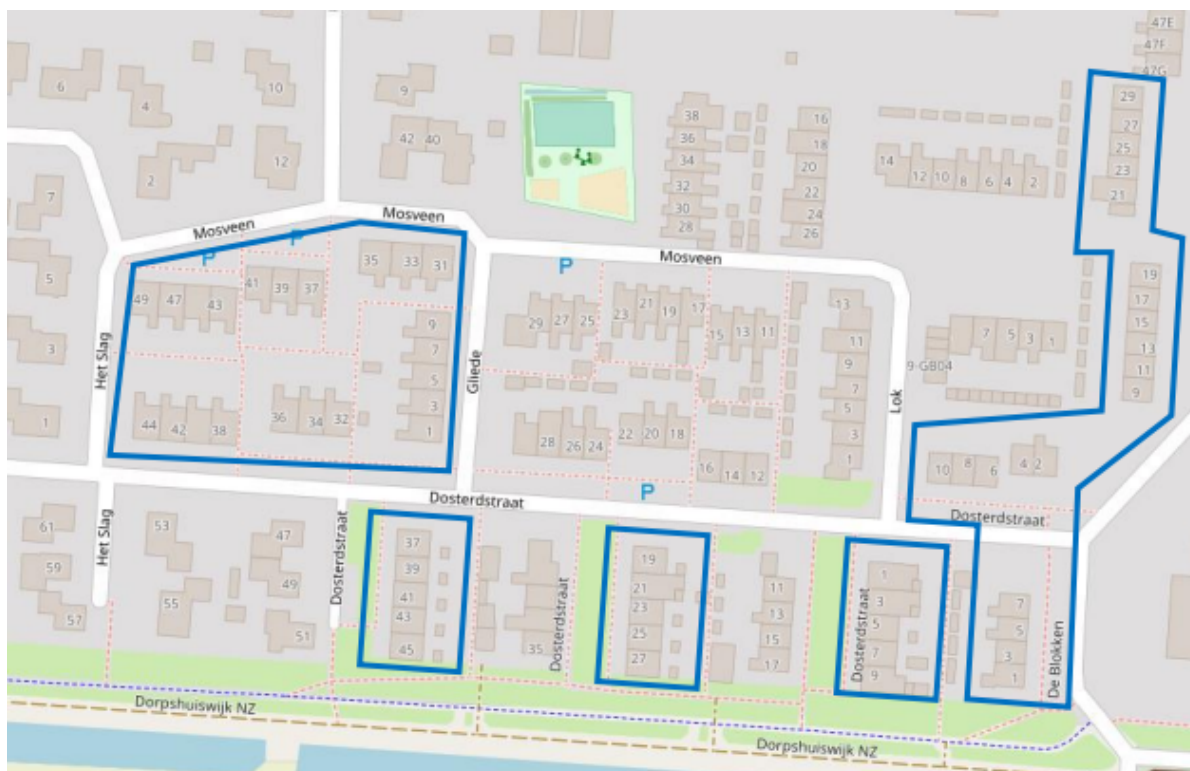 47E
47F
47G
6
4
10
9
42 40
12
2
7
5
3
1
38
36
34
32
30
28
16
18
20
22
24
26
14 12 10 8 6 4 2
29
27
25
23
21
Mosveen
Mosveen
Mosveen
P
P
P
35 33 31
49 47 43
41 39 37
9
7
5
3
1
44 42 38
36 34 32
Het Slag
Gliede
29 27 25
23 21 19 17
15 13 11
28 26 24
22 20 18
16 14 12
P
13
11
9
7
5
3
1
Lok
9-GB04
7 5 3 1
19
17
15
13
11
9
10 8 6
4 2
Dosterdstraat
Dosterdstraat
Het Slag
61
59
57
53
55
47
49
51
Dosterdstraat
37
39
41
43
45
35
Dosterdstraat
19
21
23
25
27
11
13
15
17
Dosterdstraat
1
3
5
7
9
7
5
3
1
De Blokken
Dorpshuiswijk NZ
Dorpshuiswijk NZ